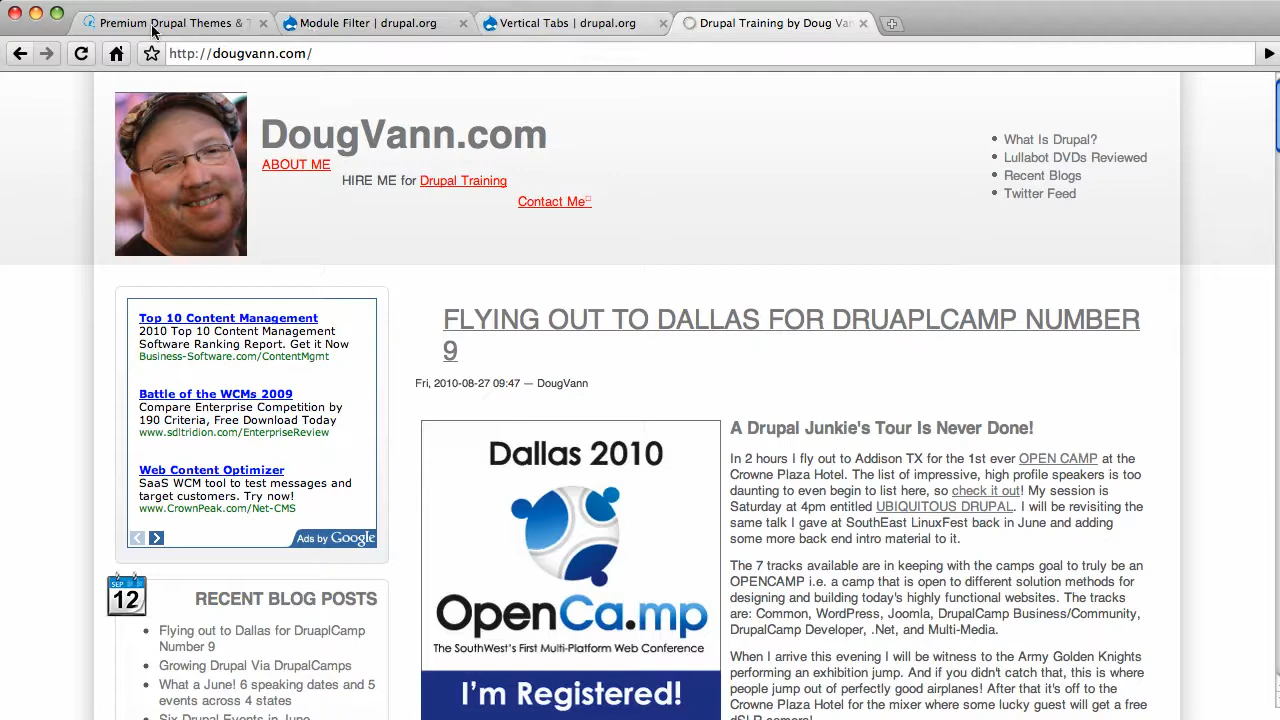 Premium Drupal Themes & T
Module Filter | drupal.org
Vertical Tabs | drupal.org
Drupal Training by Doug Van
http://dougvann.com/
DougVann.com
ABOUT ME
HIRE ME for Drupal Training
Contact Me
What Is Drupal?
Lullabot DVDs Reviewed
Recent Blogs
Twitter Feed
Top 10 Content Management
2010 Top 10 Content Management
Software Ranking Report. Get it Now
Business-Software.com/ContentMgmt
Battle of the WCMs 2009
Compare Enterprise Competition by
190 Criteria, Free Download Today
www.sdltridion.com/EnterpriseReview
Web Content Optimizer
SaaS WCM tool to test messages and
target customers. Try now!
www.CrownPeak.com/Net-CMS
Ads by Google
SEP
12
RECENT BLOG POSTS
Flying out to Dallas for DruaplCamp
Number 9
Growing Drupal Via DrupalCamps
What a June! 6 speaking dates and 5
events across 4 states
Six Drupal Events in June
FLYING OUT TO DALLAS FOR DRUAPLCAMP NUMBER
9
Fri, 2010-08-27 09:47 — DougVann
Dallas 2010
OpenCa.mp
The SouthWest's First Multi-Platform Web Conference
I'm Registered!
A Drupal Junkie's Tour Is Never Done!
In 2 hours I fly out to Addison TX for the 1st ever OPEN CAMP at the
Crowne Plaza Hotel. The list of impressive, high profile speakers is too
daunting to even begin to list here, so check it out! My session is
Saturday at 4pm entitled UBIQUITOUS DRUPAL. I will be revisiting the
same talk I gave at SouthEast LinuxFest back in June and adding
some more back end intro material to it.
The 7 tracks available are in keeping with the camps goal to truly be an
OPENCAMP i.e. a camp that is open to different solution methods for
designing and building today's highly functional websites. The tracks
are: Common, WordPress, Joomla, DrupalCamp Business/Community,
DrupalCamp Developer, .Net, and Multi-Media.
When I arrive this evening I will be witness to the Army Golden Knights
performing an exhibition jump. And if you didn't catch that, this is where
people jump out of perfectly good airplanes! After that it's off to the
Crowne Plaza Hotel for the mixer where some lucky guest will get a free
dSLR camera!